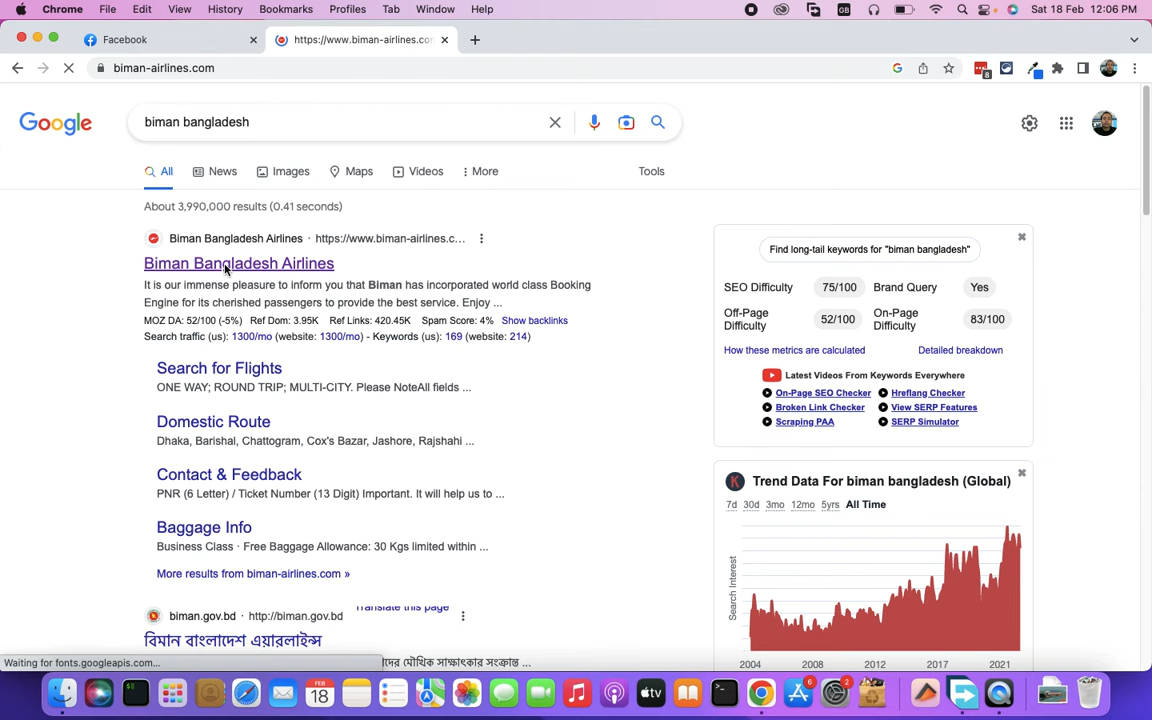 Chrome File Edit View History Bookmarks Profiles Tab Window Help GB Sat 18 Feb 12:06 PM
Facebook https://www.biman-airlines.co
biman-airlines.com 8
Google biman bangladesh
All News Images Maps Videos More Tools
About 3,990,000 results (0.41 seconds)
Biman Bangladesh Airlines · https://www.biman-airlines.c...
Biman Bangladesh Airlines
It is our immense pleasure to inform you that Biman has incorporated world class Booking
Engine for its cherished passengers to provide the best service. Enjoy ...
MOZ DA: 52/100 (-5%) Ref Dom: 3.95K Ref Links: 420.45K Spam Score: 4% Show backlinks
Search traffic (us): 1300/mo (website: 1300/mo) - Keywords (us): 169 (website: 214)
Search for Flights
ONE WAY; ROUND TRIP; MULTI-CITY. Please NoteAll fields ...
Domestic Route
Dhaka, Barishal, Chattogram, Cox's Bazar, Jashore, Rajshahi ...
Contact & Feedback
PNR (6 Letter) / Ticket Number (13 Digit) Important. It will help us to ...
Baggage Info
Business Class · Free Baggage Allowance: 30 Kgs limited within ...
More results from biman-airlines.com »
biman.gov.bd · http://biman.gov.bd Translate this page
বিমান বাংলাদেশ এয়ারলাইন্স
দের মৌখিক সাক্ষাৎকার সংক্রান্ত ...
Waiting for fonts.googleapis.com...
Find long-tail keywords for "biman bangladesh"
SEO Difficulty 75/100 Brand Query Yes
Off-Page Difficulty 52/100 On-Page Difficulty 83/100
How these metrics are calculated Detailed breakdown
Latest Videos From Keywords Everywhere
On-Page SEO Checker Hreflang Checker
Broken Link Checker View SERP Features
Scraping PAA SERP Simulator
K Trend Data For biman bangladesh (Global)
7d 30d 3mo 12mo 5yrs All Time
Search Interest
2004 2008 2012 2017 2021
18
tv
6
2